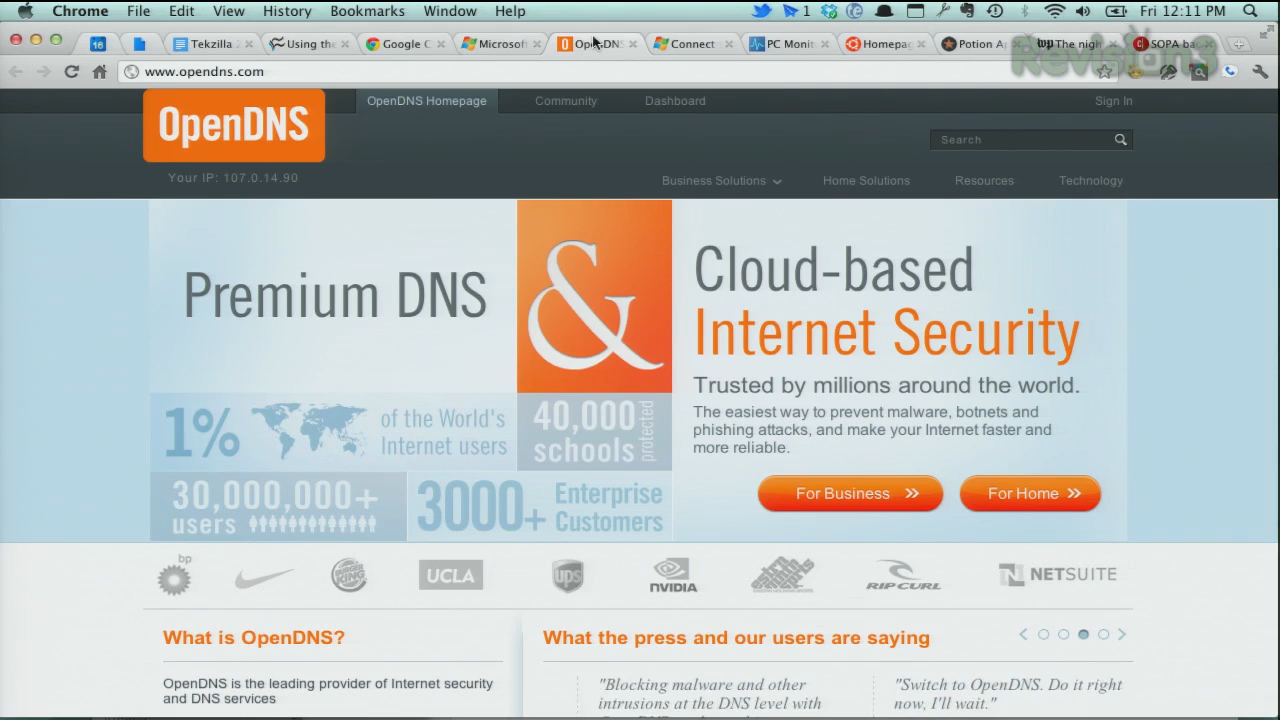 Chrome File Edit View History Bookmarks Window Help 1 Fri 12:11 PM
16 Tekzilla Using the Google C Microsof OpenDNS Connect PC Monit Homepag Potion A The nigh SOPA ba
Revision3
www.opendns.com
OpenDNS
OpenDNS Homepage Community Dashboard Sign In
Search
Your IP: 107.0.14.90
Business Solutions Home Solutions Resources Technology
Premium DNS
&
Cloud-based
Internet Security
Trusted by millions around the world.
The easiest way to prevent malware, botnets and
phishing attacks, and make your Internet faster and
more reliable.
For Business For Home
1% of the World's
Internet users
40,000
schools
protected
30,000,000+
users
3000+ Enterprise
Customers
bp
BURGER
KING
UCLA
ups
NVIDIA
RIP CURL
NETSUITE
What is OpenDNS?
OpenDNS is the leading provider of Internet security
and DNS services
What the press and our users are saying
"Blocking malware and other
intrusions at the DNS level with
"Switch to OpenDNS. Do it right
now, I'll wait."